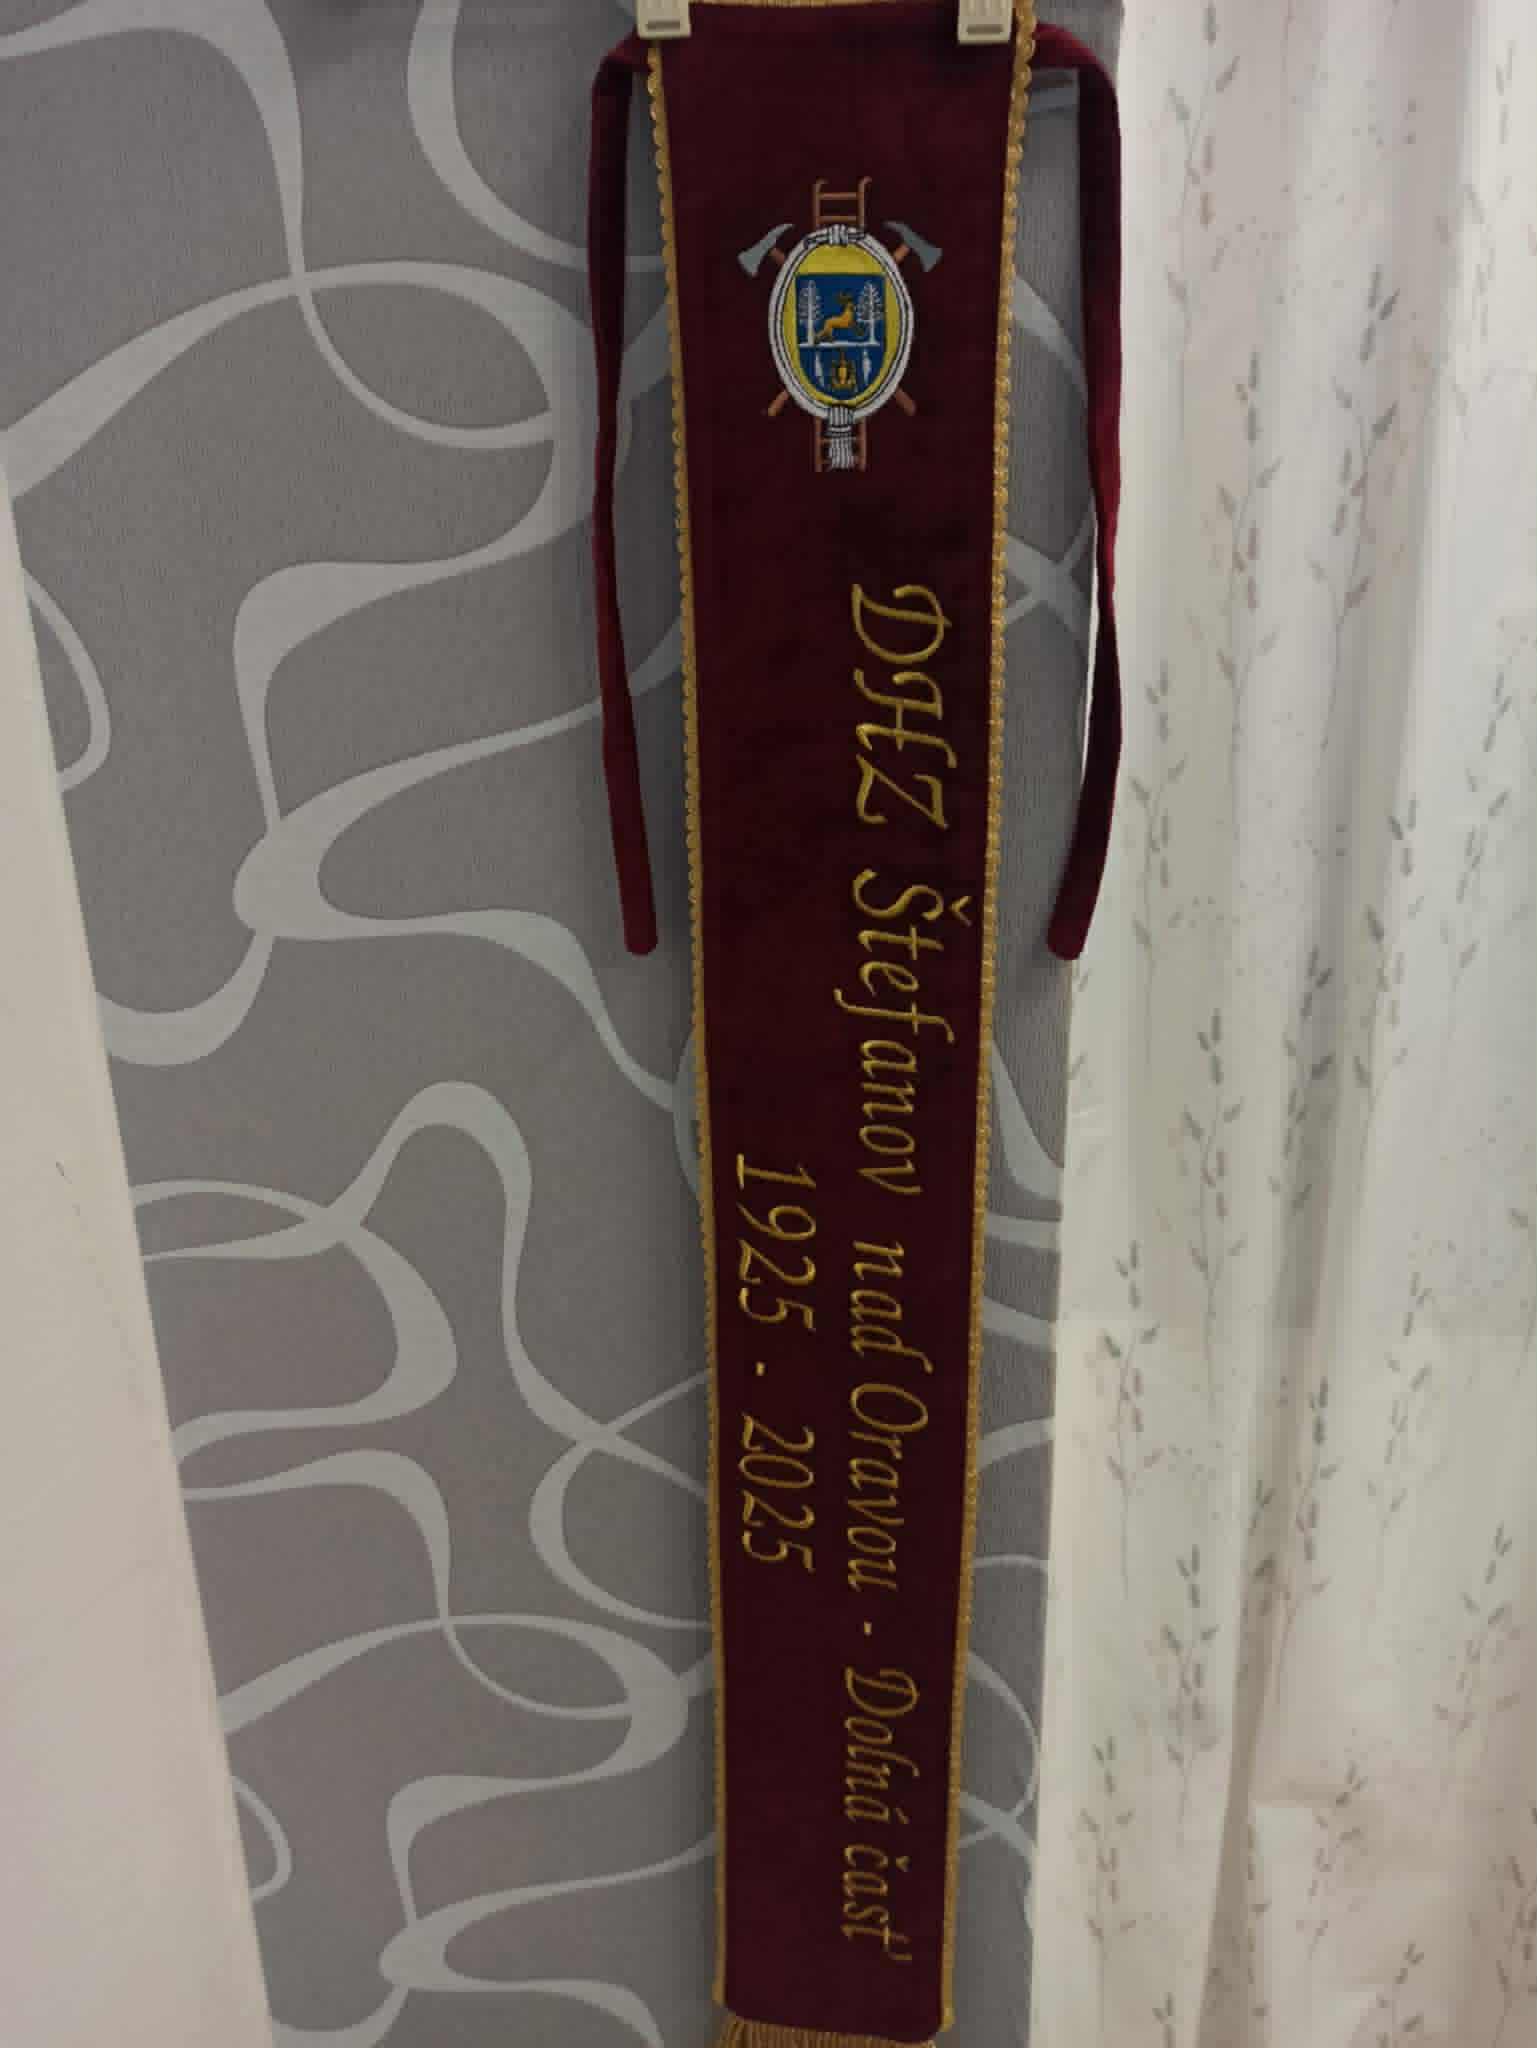 DHZ Štefanov nad Oravou - Dolná časť
1925 - 2025